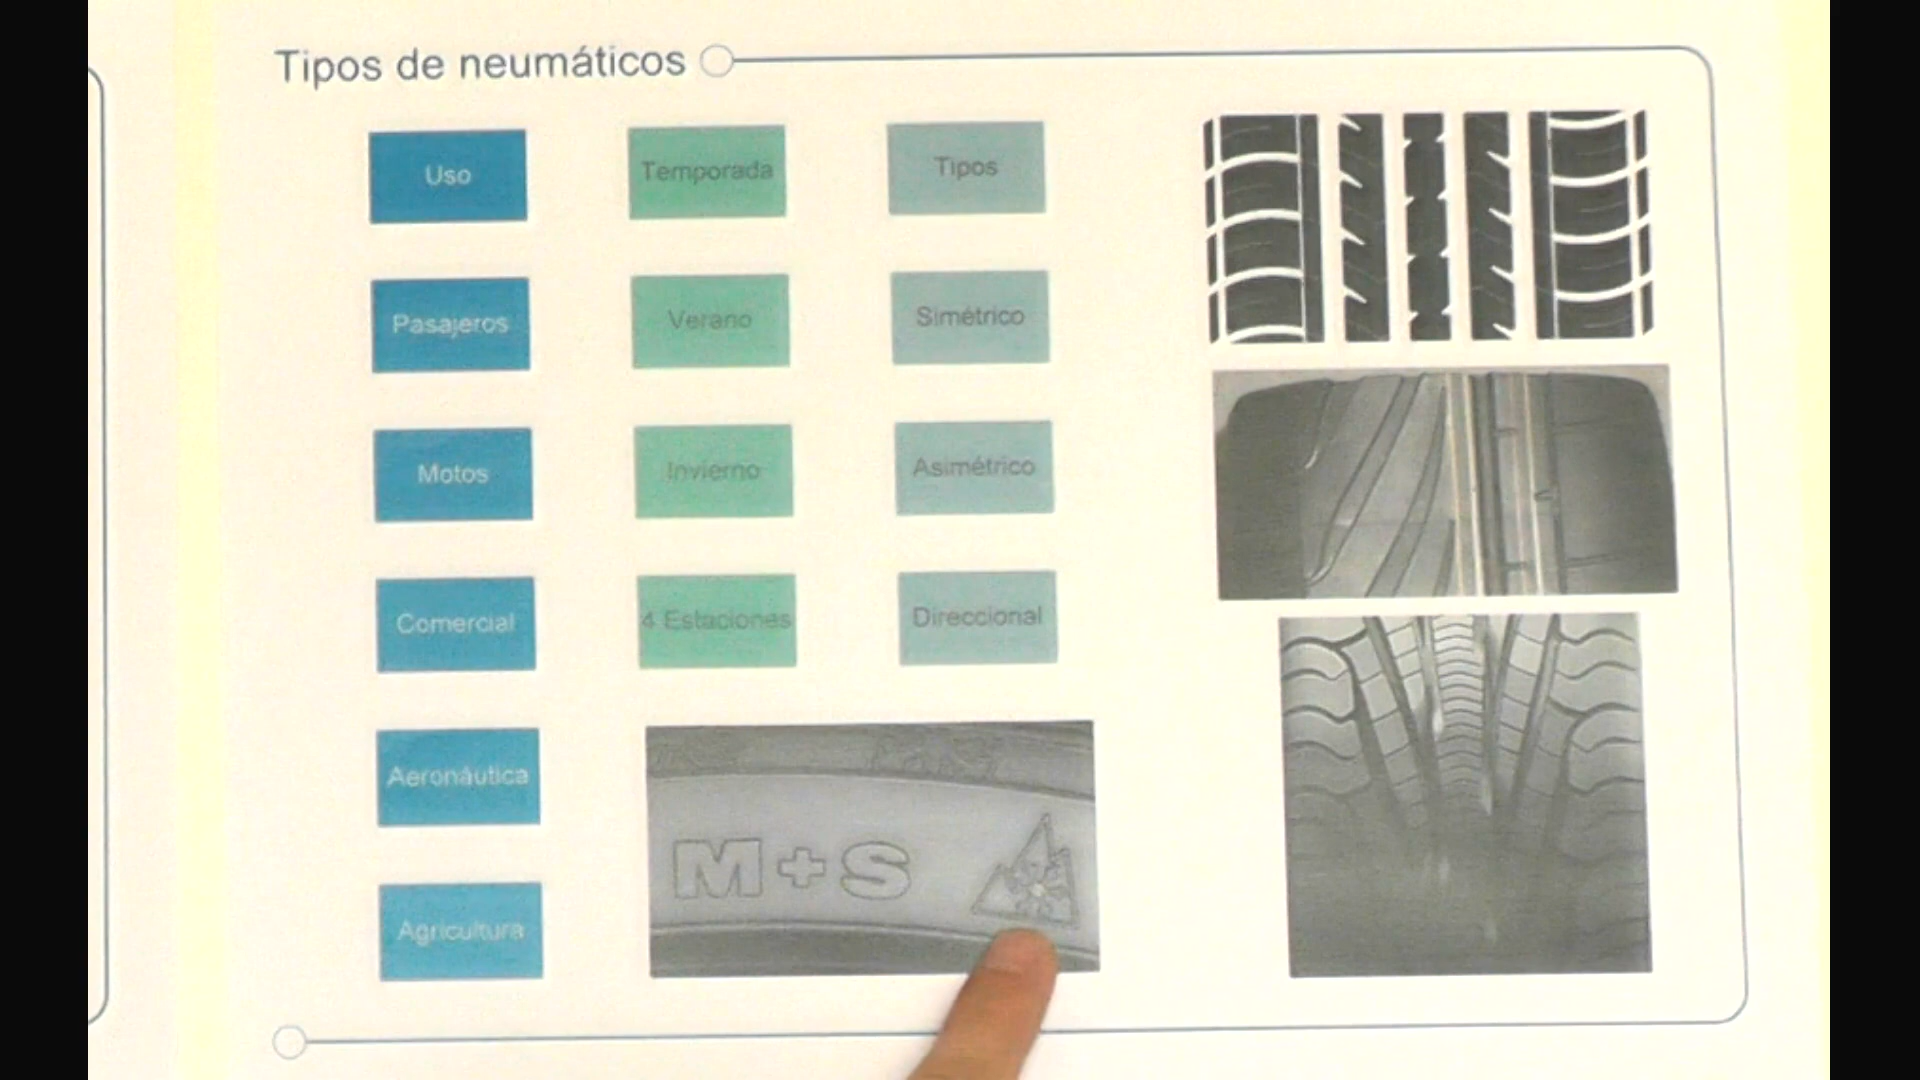 Tipos de neumáticos
Uso
Temporada
Tipos
Pasajeros
Verano
Simétrico
Motos
Invierno
Asimétrico
Comercial
4 Estaciones
Direccional
Aeronáutica
Agricultura
M+S